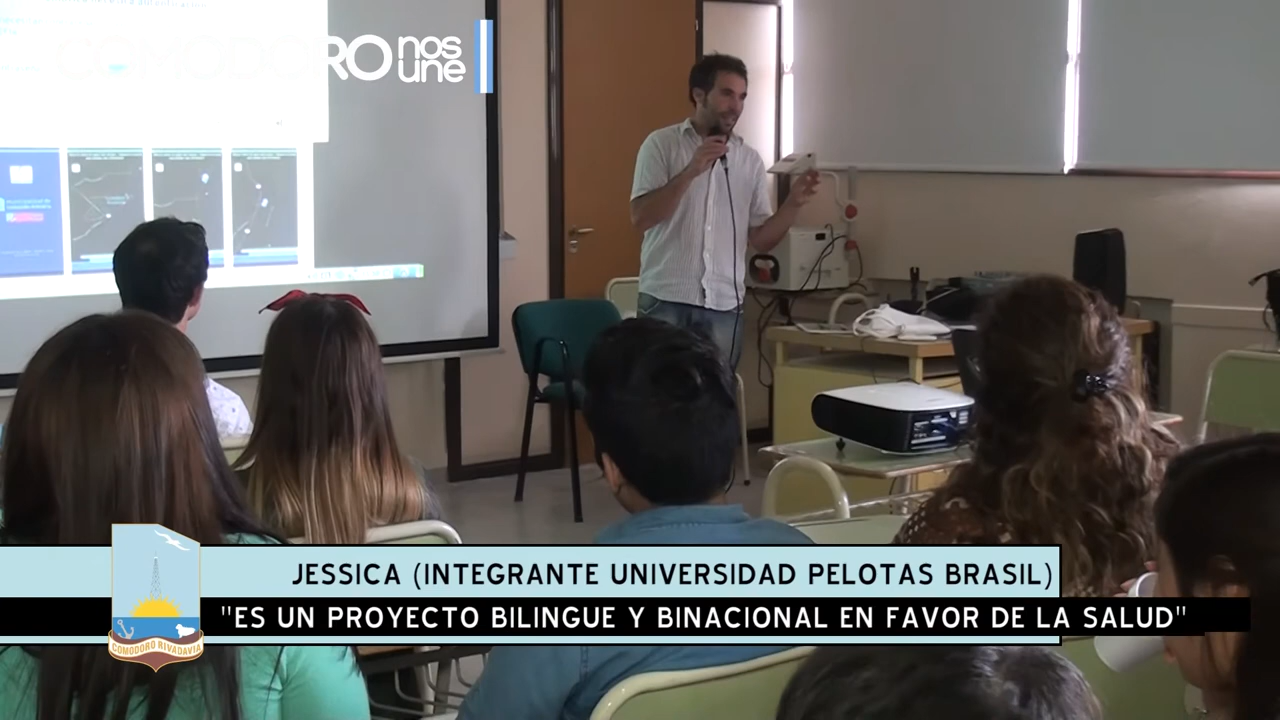 COMODORO nos
une
JESSICA (INTEGRANTE UNIVERSIDAD PELOTAS BRASIL)
"ES UN PROYECTO BILINGUE Y BINACIONAL EN FAVOR DE LA SALUD"
COMODORO RIVADAVIA